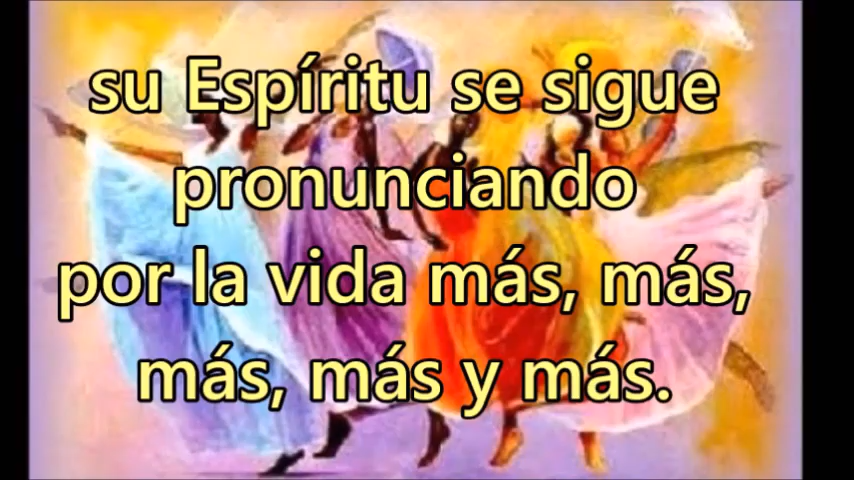 su Espíritu se sigue
pronunciando
por la vida más, más,
más, más y más.